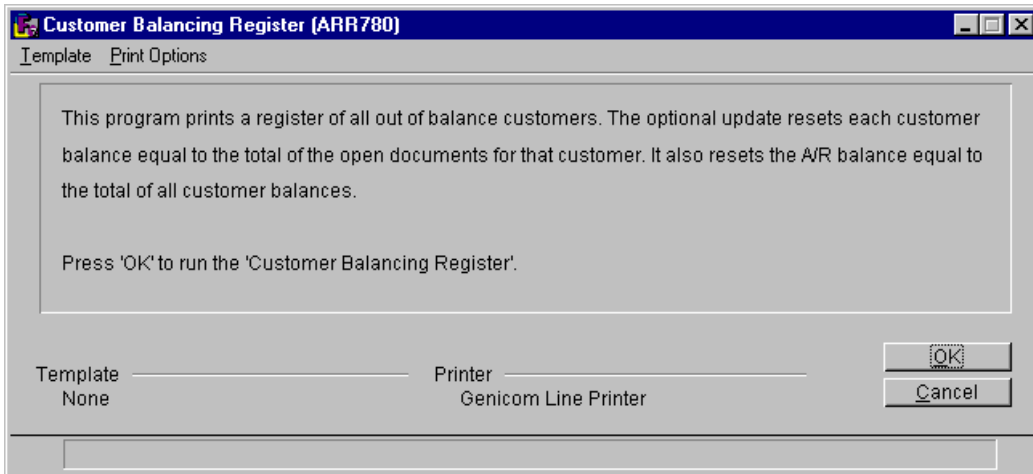 Customer Balancing Register (ARR780)
Template Print Options
This program prints a register of all out of balance customers. The optional update resets each customer
balance equal to the total of the open documents for that customer. It also resets the A/R balance equal to
the total of all customer balances.
Press 'OK' to run the 'Customer Balancing Register'.
OK
Template Printer
None Genicom Line Printer
Cancel